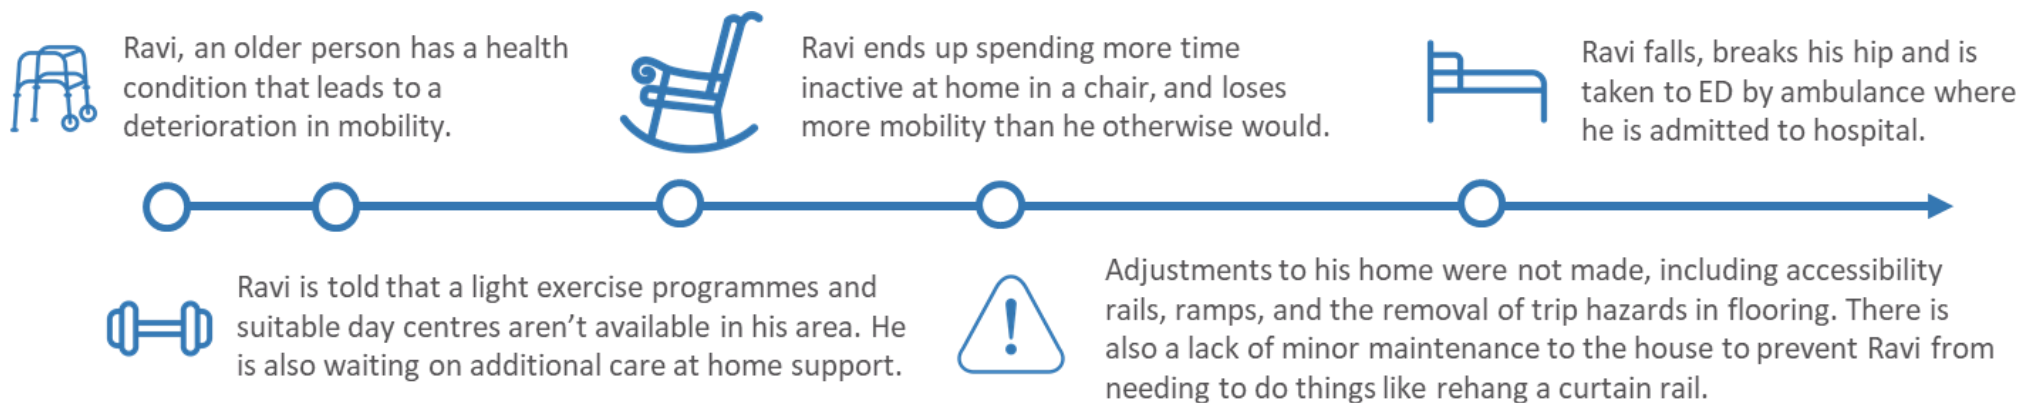 Ravi, an older person has a health
condition that leads to a
deterioration in mobility.
Ravi is told that a light exercise programmes and
suitable day centres aren’t available in his area. He
is also waiting on additional care at home support.
Ravi ends up spending more time
inactive at home in a chair, and loses
more mobility than he otherwise would.
Adjustments to his home were not made, including accessibility
rails, ramps, and the removal of trip hazards in flooring. There is
also a lack of minor maintenance to the house to prevent Ravi from
needing to do things like rehang a curtain rail.
Ravi falls, breaks his hip and is
taken to ED by ambulance where
he is admitted to hospital.